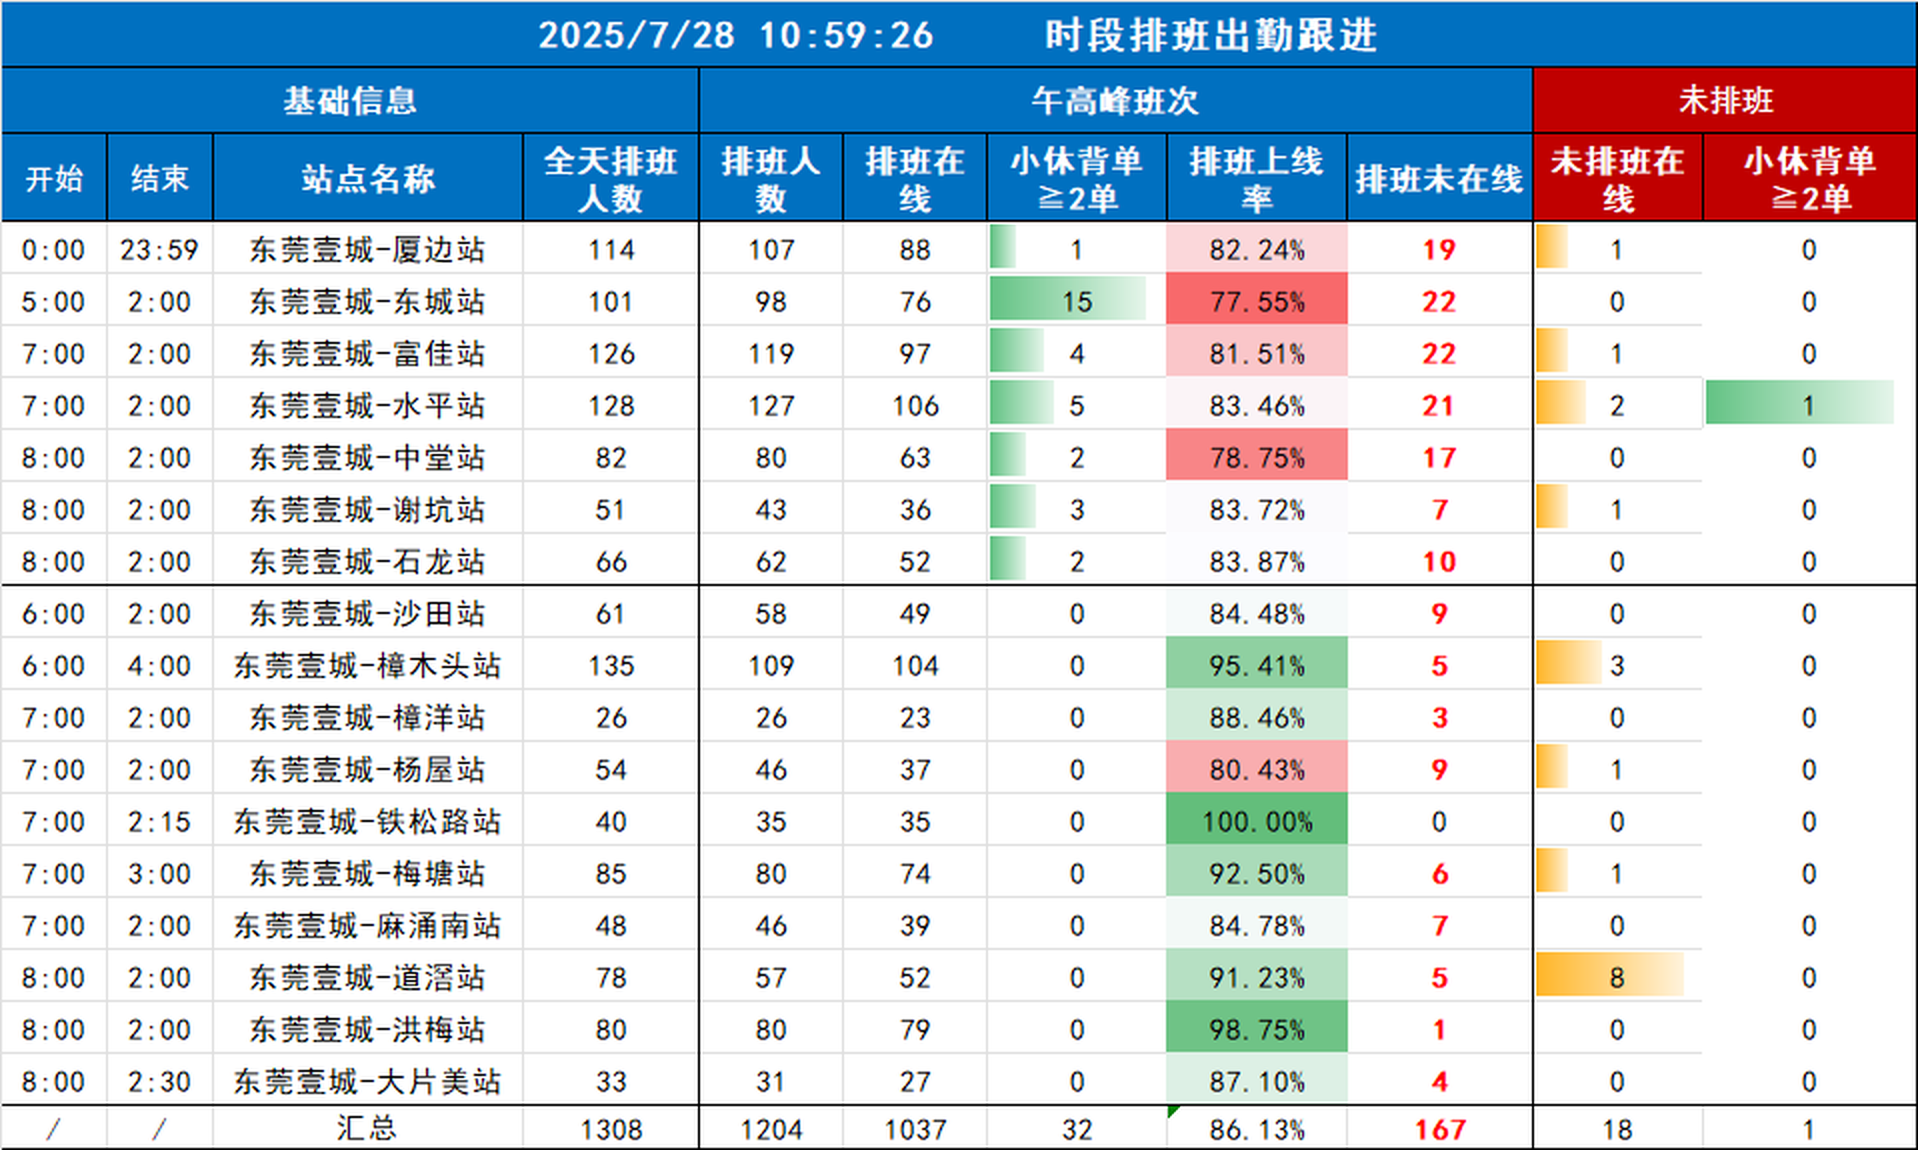 2025/7/28 10:59:26 时段排班出勤跟进
基础信息 午高峰班次 未排班
开始 结束 站点名称 全天排班人数 排班人数 排班在线 小休背单≧2单 排班上线率 排班未在线 未排班在线 小休背单≧2单
0:00 23:59 东莞壹城-厦边站 114 107 88 1 82.24% 19 1 0
5:00 2:00 东莞壹城-东城站 101 98 76 15 77.55% 22 0 0
7:00 2:00 东莞壹城-富佳站 126 119 97 4 81.51% 22 1 0
7:00 2:00 东莞壹城-水平站 128 127 106 5 83.46% 21 2 1
8:00 2:00 东莞壹城-中堂站 82 80 63 2 78.75% 17 0 0
8:00 2:00 东莞壹城-谢坑站 51 43 36 3 83.72% 7 1 0
8:00 2:00 东莞壹城-石龙站 66 62 52 2 83.87% 10 0 0
6:00 2:00 东莞壹城-沙田站 61 58 49 0 84.48% 9 0 0
6:00 4:00 东莞壹城-樟木头站 135 109 104 0 95.41% 5 3 0
7:00 2:00 东莞壹城-樟洋站 26 26 23 0 88.46% 3 0 0
7:00 2:00 东莞壹城-杨屋站 54 46 37 0 80.43% 9 1 0
7:00 2:15 东莞壹城-铁松路站 40 35 35 0 100.00% 0 0 0
7:00 3:00 东莞壹城-梅塘站 85 80 74 0 92.50% 6 1 0
7:00 2:00 东莞壹城-麻涌南站 48 46 39 0 84.78% 7 0 0
8:00 2:00 东莞壹城-道滘站 78 57 52 0 91.23% 5 8 0
8:00 2:00 东莞壹城-洪梅站 80 80 79 0 98.75% 1 0 0
8:00 2:30 东莞壹城-大片美站 33 31 27 0 87.10% 4 0 0
/ / 汇总 1308 1204 1037 32 86.13% 167 18 1